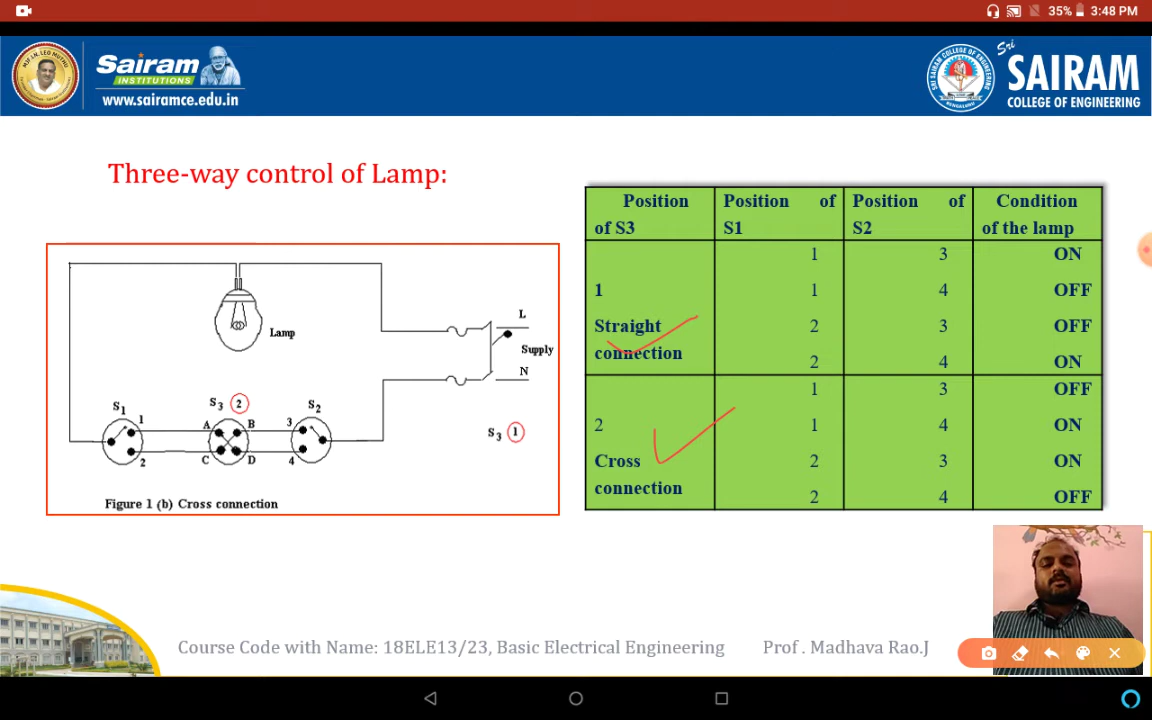 35% 3:48 PM
Sairam
INSTITUTIONS
www.sairamce.edu.in
Sri
SAIRAM
COLLEGE OF ENGINEERING
Three-way control of Lamp:
Lamp
L
Supply
N
S1 1 2
S3 2
A B
C D
S2 3 4
S3 1
Figure 1 (b) Cross connection
Position of S3 Position of S1 Position of S2 Condition of the lamp
1 3 ON
1 1 4 OFF
Straight 2 3 OFF
connection
2 4 ON
1 3 OFF
2 1 4 ON
Cross 2 3 ON
connection
2 4 OFF
Course Code with Name: 18ELE13/23, Basic Electrical Engineering Prof . Madhava Rao.J